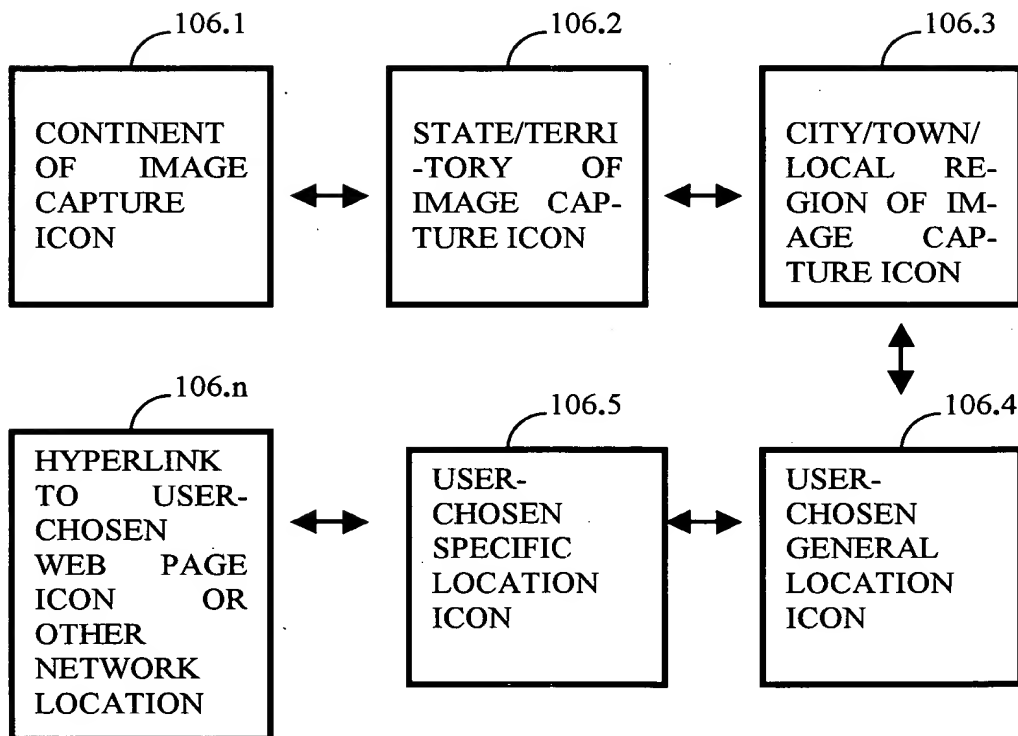 106.1
106.2
106.3
CONTINENT
OF IMAGE
CAPTURE
ICON
STATE/TERRI
-TORY OF
IMAGE CAP-
TURE ICON
CITY/TOWN/
LOCAL RE-
GION OF IM-
AGE CAP-
TURE ICON
106.n
106.5
106.4
HYPERLINK
TO USER-
CHOSEN
WEB PAGE
ICON OR
OTHER
NETWORK
LOCATION
USER-
CHOSEN
SPECIFIC
LOCATION
ICON
USER-
CHOSEN
GENERAL
LOCATION
ICON